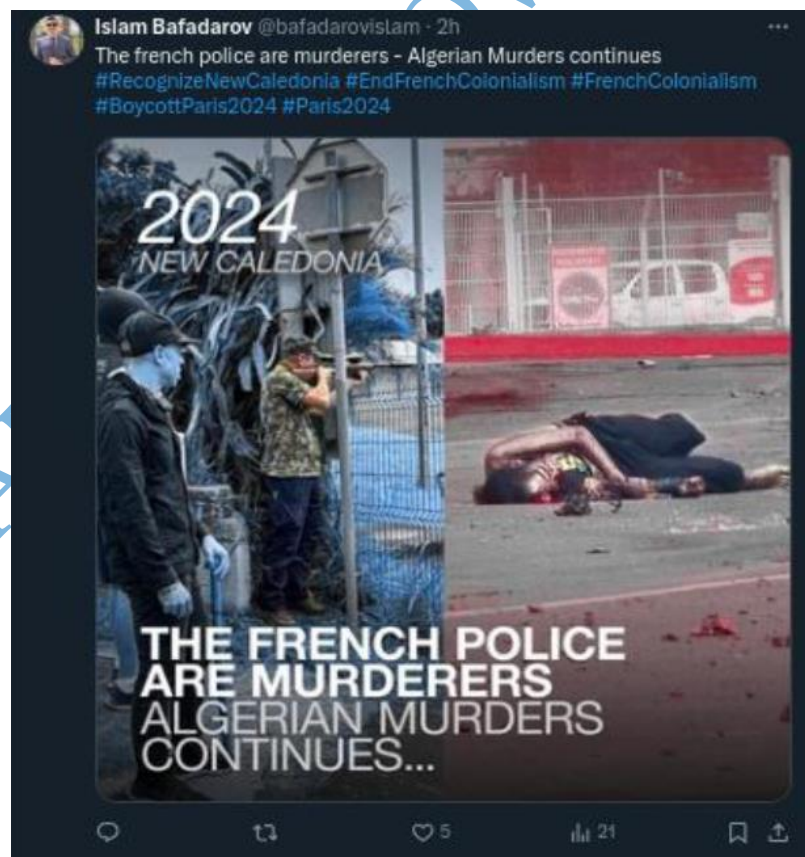 Islam Bafadarov @bafadarovislam · 2h
The french police are murderers - Algerian Murders continues
#RecognizeNewCaledonia #EndFrenchColonialism #FrenchColonialism
#BoycottParis2024 #Paris2024
2024
NEW CALEDONIA
THE FRENCH POLICE
ARE MURDERERS
ALGERIAN MURDERS
CONTINUES...
5
21